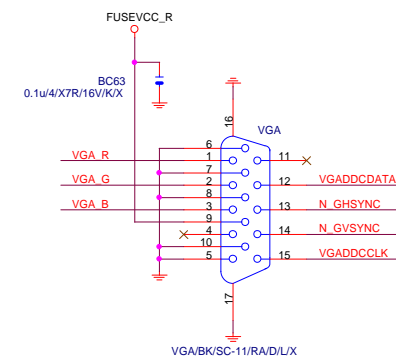 FUSEVCC_R
BC63
0.1u/4/X7R/16V/K/X
16
VGA
6
VGA_R 1 11
7
VGA_G 2 12 VGADDCDATA
8
VGA_B 3 13 N_GHSYNC
9
4 14 N_GVSYNC
10
5 15 VGADDCCLK
17
VGA/BK/SC-11/RA/D/L/X